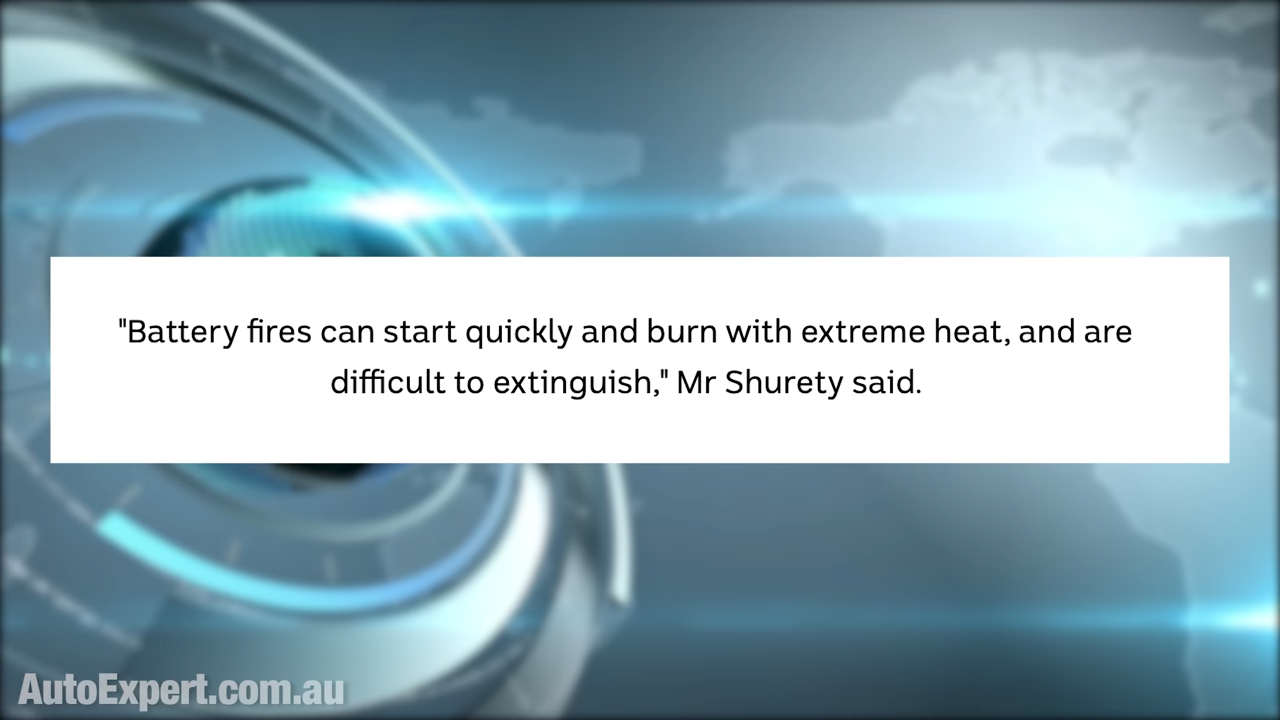 "Battery fires can start quickly and burn with extreme heat, and are
difficult to extinguish," Mr Shurety said.
AutoExpert.com.au